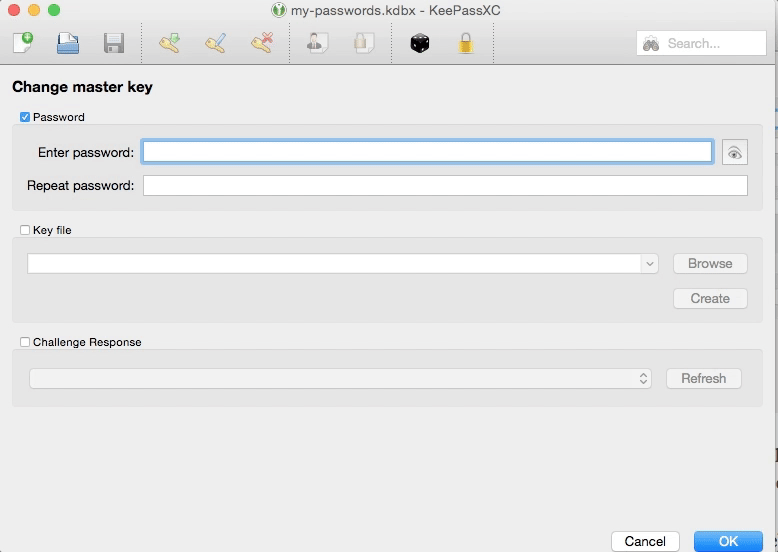 my-passwords.kdbx - KeePassXC
Search...
Change master key
Password
Enter password:
Repeat password:
Key file
Browse
Create
Challenge Response
Refresh
Cancel
OK